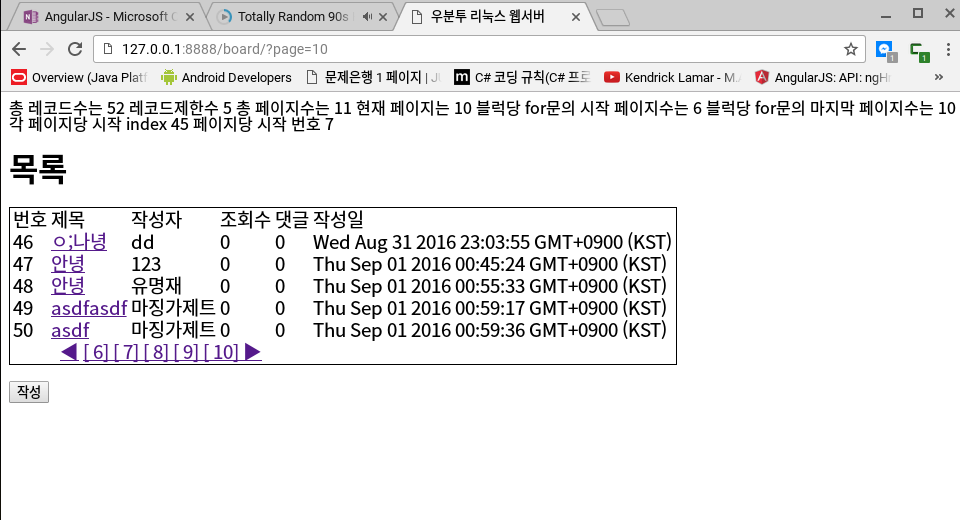 AngularJS - Microsoft
Totally Random 90s
우분투 리눅스 웹서버
127.0.0.1:8888/board/?page=10
1
1
Overview (Java Platf
Android Developers
문제은행 1 페이지 |
C# 코딩 규칙(C# 프로
Kendrick Lamar - M.
AngularJS: API: ngH
»
총 레코드수는 52 레코드제한수 5 총 페이지수는 11 현재 페이지는 10 블럭당 for문의 시작 페이지수는 6 블럭당 for문의 마지막 페이지수는 10
각 페이지당 시작 index 45 페이지당 시작 번호 7
목록
번호 제목 작성자 조회수 댓글 작성일
46 ㅇ;나녕 dd 0 0 Wed Aug 31 2016 23:03:55 GMT+0900 (KST)
47 안녕 123 0 0 Thu Sep 01 2016 00:45:24 GMT+0900 (KST)
48 안녕 유명재 0 0 Thu Sep 01 2016 00:55:33 GMT+0900 (KST)
49 asdfasdf 마징가제트 0 0 Thu Sep 01 2016 00:59:17 GMT+0900 (KST)
50 asdf 마징가제트 0 0 Thu Sep 01 2016 00:59:36 GMT+0900 (KST)
◀ [ 6] [ 7] [ 8] [ 9] [ 10] ▶
작성